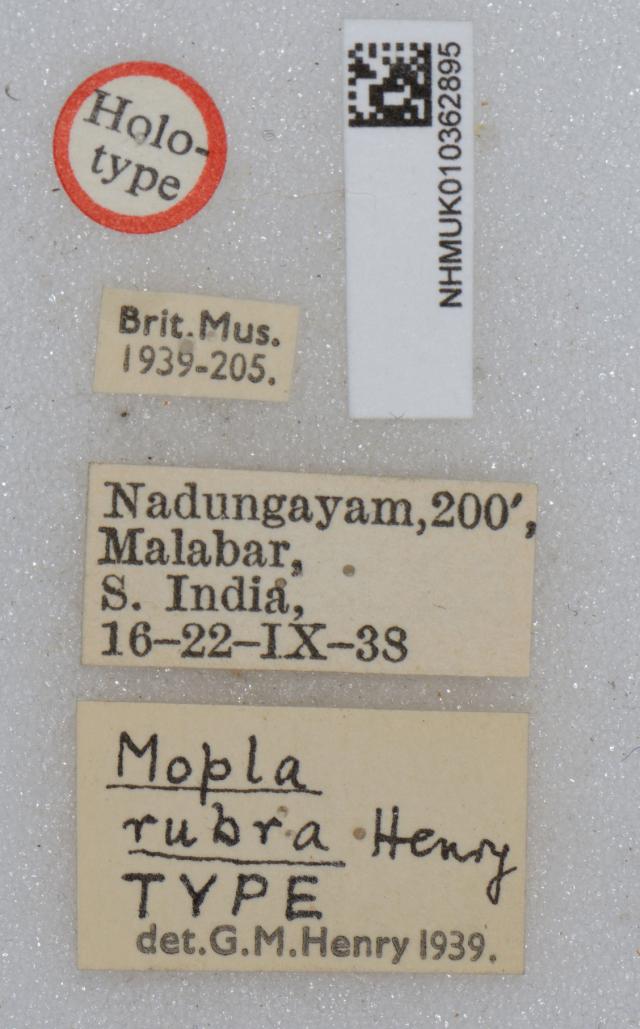 Holo-
type
NHMUK010362895
Brit. Mus.
1939-205.
Nadungayam, 200',
Malabar,
S. India,
16–22–IX–38
Mopla
rubra Henry
TYPE
det. G. M. Henry 1939.